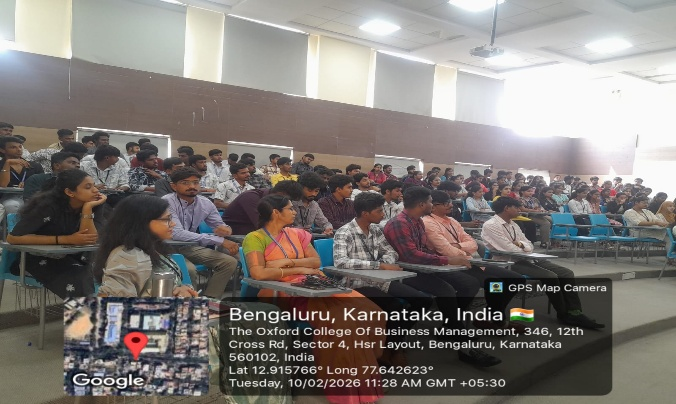 GPS Map Camera
Bengaluru, Karnataka, India
The Oxford College Of Business Management, 346, 12th
Cross Rd, Sector 4, Hsr Layout, Bengaluru, Karnataka
560102, India
Lat 12.915766° Long 77.642623°
Tuesday, 10/02/2026 11:28 AM GMT +05:30
Google